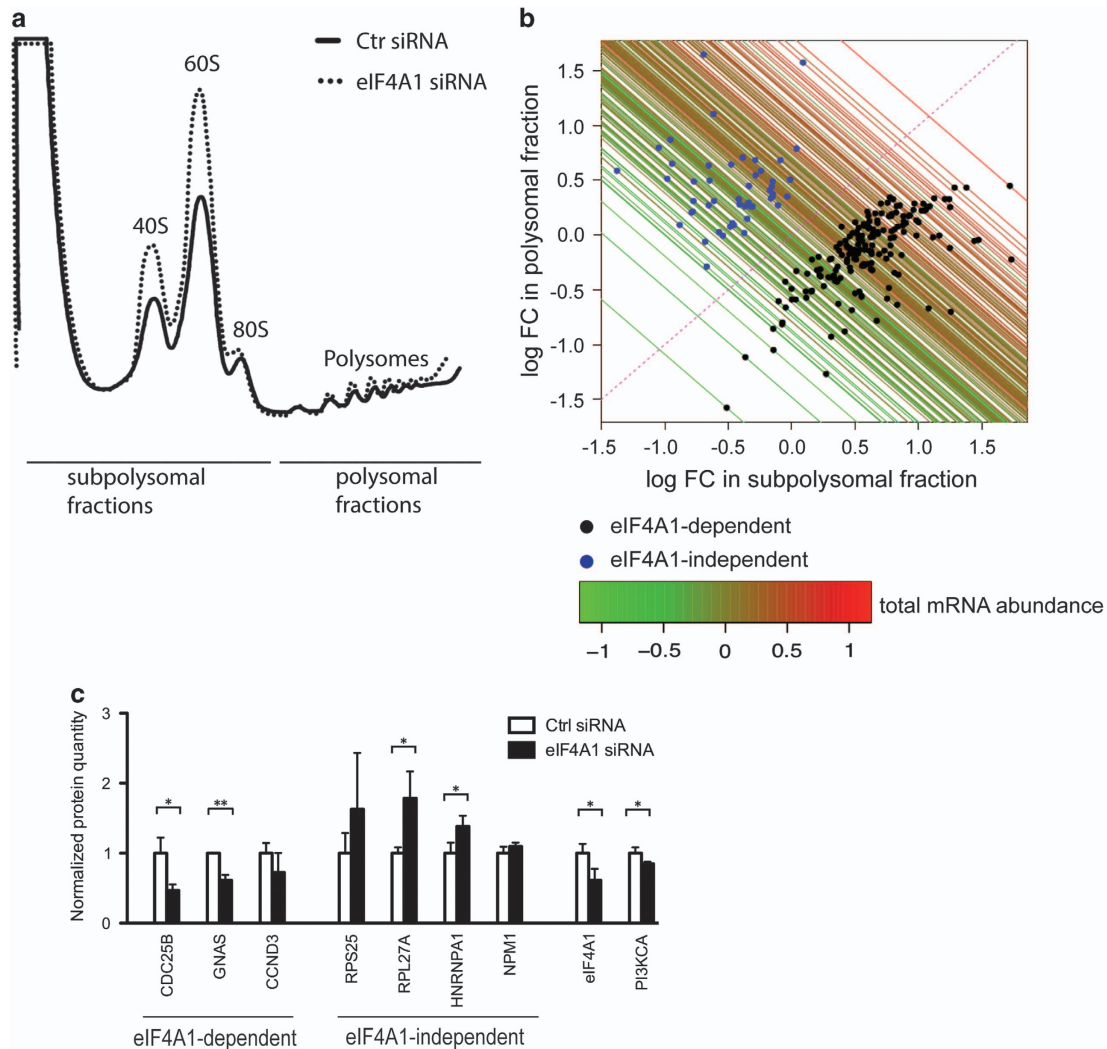 a
Ctr siRNA
eIF4A1 siRNA
60S
40S
80S
Polysomes
subpolysomal
fractions
polysomal
fractions
b
log FC in polysomal fraction
1.5
1.0
0.5
0.0
-0.5
-1.0
-1.5
-1.5
-1.0
-0.5
0.0
0.5
1.0
1.5
log FC in subpolysomal fraction
eIF4A1-dependent
eIF4A1-independent
total mRNA abundance
−1
−0.5
0
0.5
1
c
Normalized protein quantity
3
2
1
0
Ctrl siRNA
eIF4A1 siRNA
*
**
*
*
*
*
CDC25B
GNAS
CCND3
RPS25
RPL27A
HNRNPA1
NPM1
eIF4A1
PI3KCA
eIF4A1-dependent
eIF4A1-independent